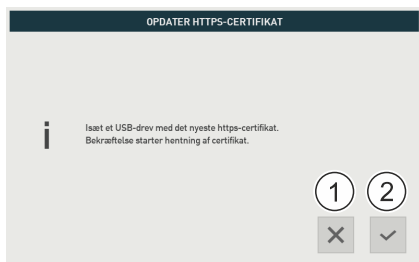 OPDATER HTTPS-CERTIFIKAT
Isæt et USB-drev med det nyeste https-certifikat.
Bekræftelse starter hentning af certifikat.
1 2